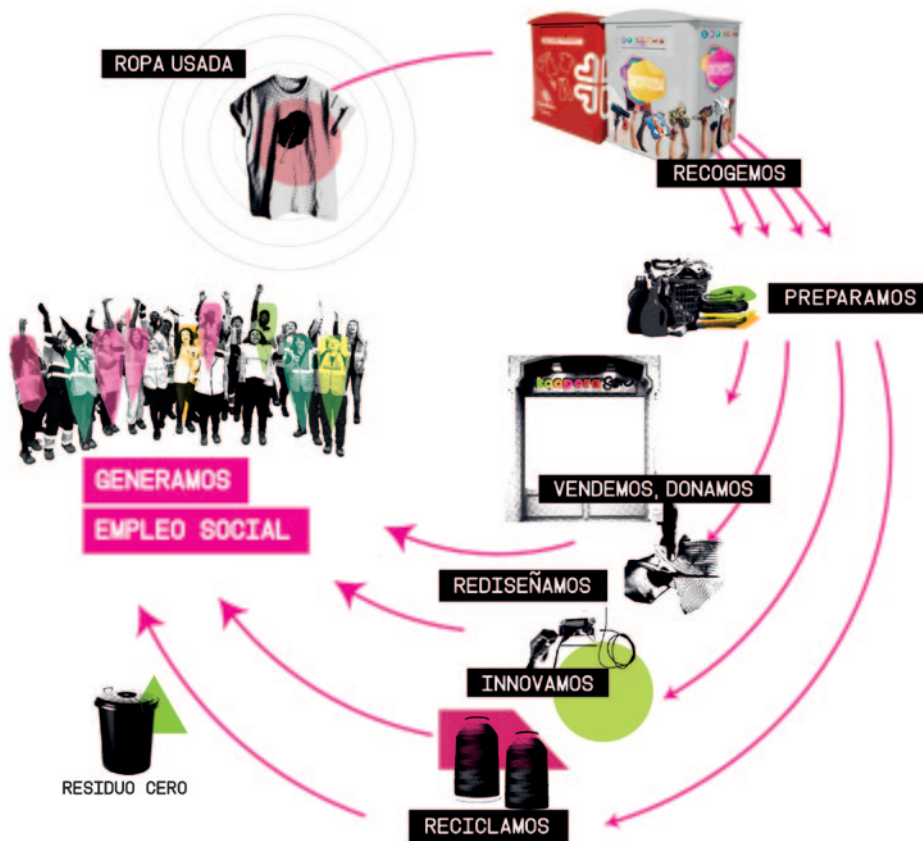 ROPA USADA
RECOGEMOS
PREPARAMOS
VENDEMOS, DONAMOS
GENERAMOS
EMPLEO SOCIAL
REDISEÑAMOS
INNOVAMOS
RESIDUO CERO
RECICLAMOS